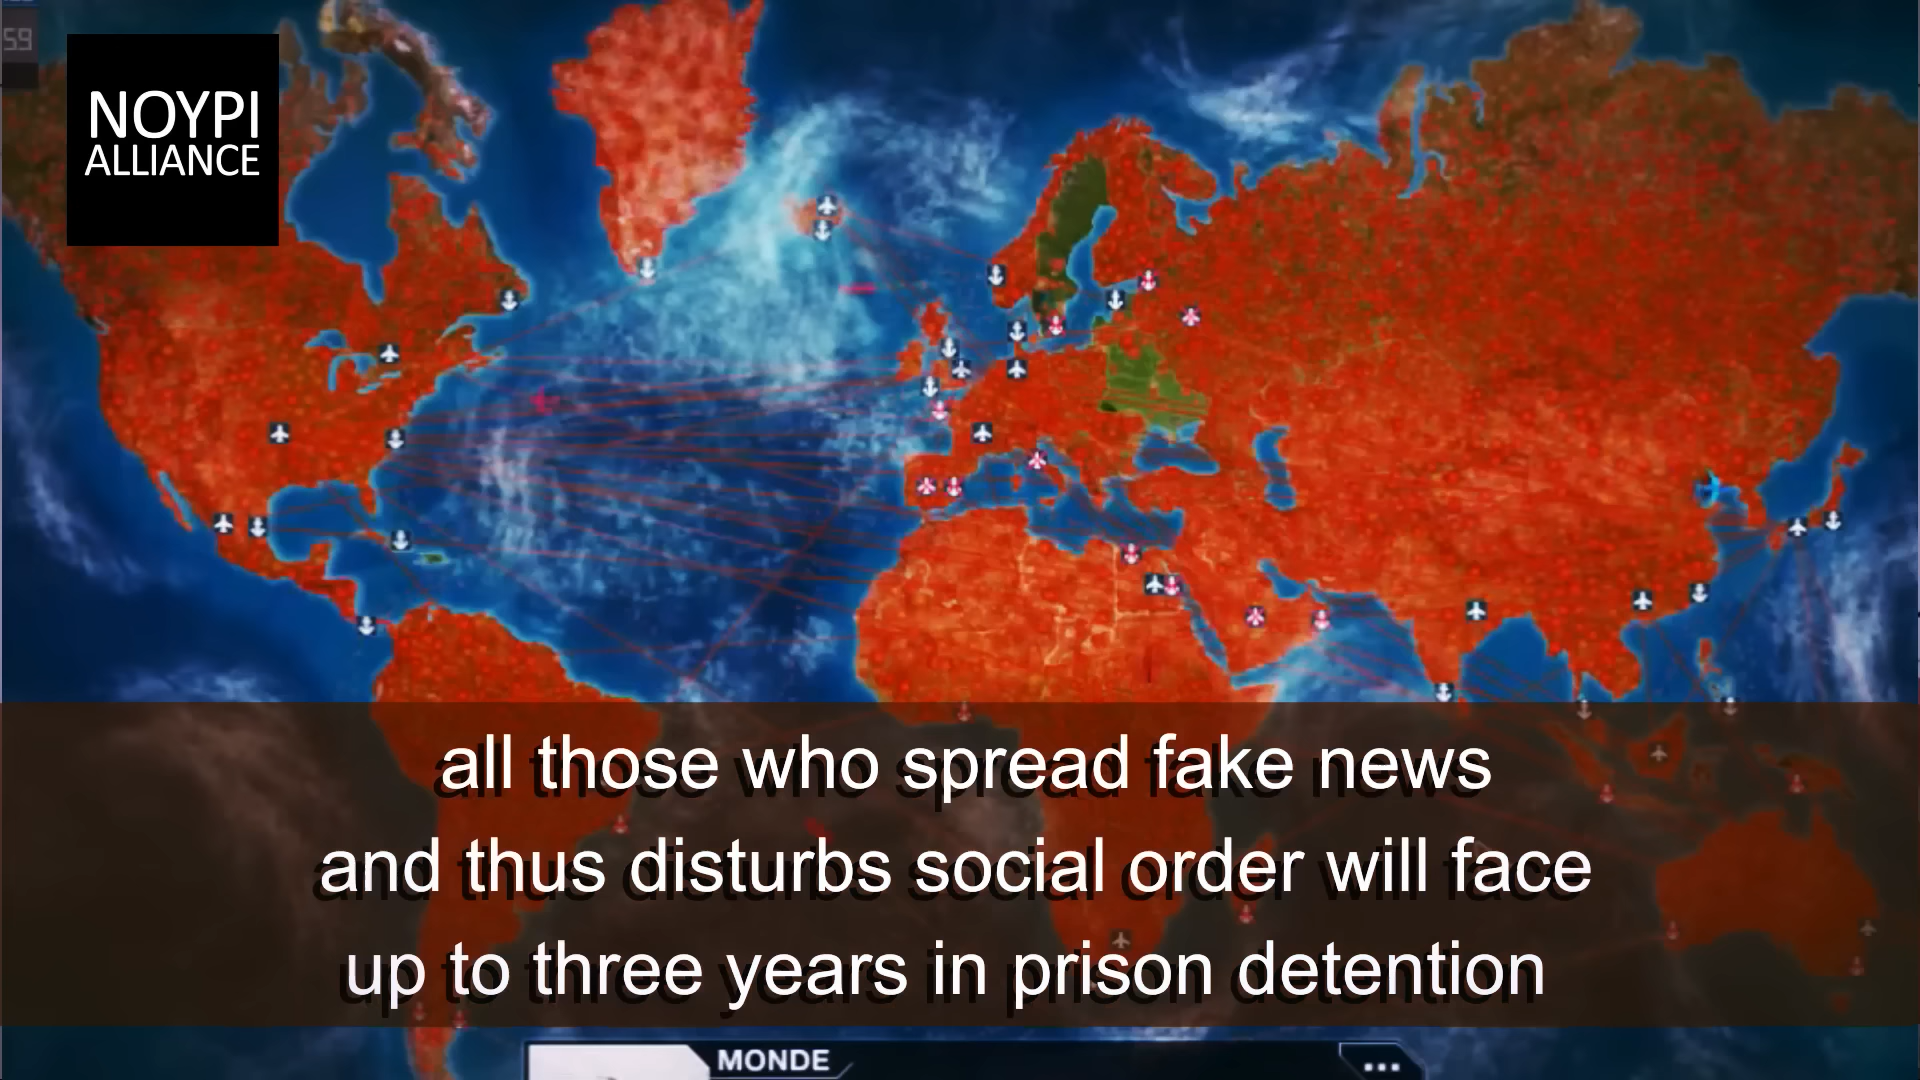 59
NOYPI
ALLIANCE
all those who spread fake news
and thus disturbs social order will face
up to three years in prison detention
MONDE
...